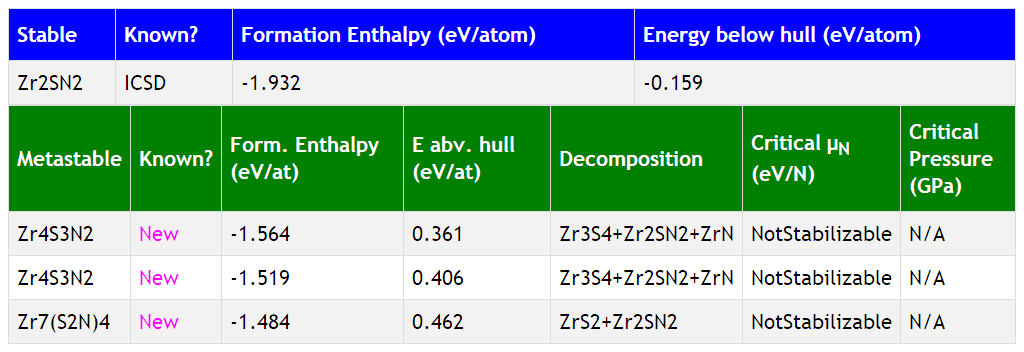 Stable Known? Formation Enthalpy (eV/atom) Energy below hull (eV/atom)
Zr2SN2 ICSD -1.932 -0.159
Metastable Known? Form. Enthalpy (eV/at) E abv. hull (eV/at) Decomposition Critical μN (eV/N) Critical Pressure (GPa)
Zr4S3N2 New -1.564 0.361 Zr3S4+Zr2SN2+ZrN NotStabilizable N/A
Zr4S3N2 New -1.519 0.406 Zr3S4+Zr2SN2+ZrN NotStabilizable N/A
Zr7(S2N)4 New -1.484 0.462 ZrS2+Zr2SN2 NotStabilizable N/A